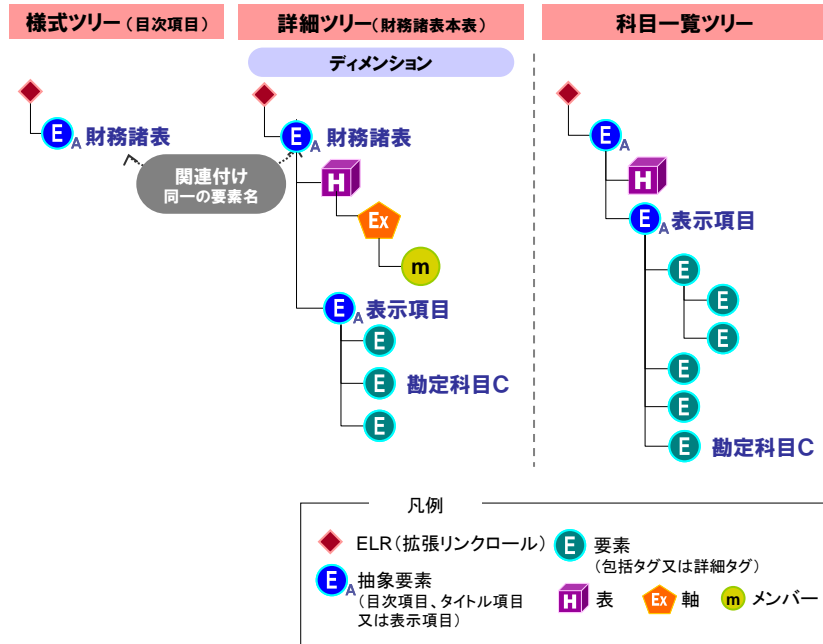 様式ツリー（目次項目）
詳細ツリー（財務諸表本表）
科目一覧ツリー
ディメンション
E A 財務諸表
関連付け
同一の要素名
E A 財務諸表
H
Ex
m
E A 表示項目
E
E 勘定科目C
E
E A
H
E A 表示項目
E
E
E
E
E
E 勘定科目C
凡例
ELR（拡張リンクロール）
E 要素
（包括タグ又は詳細タグ）
E A 抽象要素
（目次項目、タイトル項目
又は表示項目）
H 表
Ex 軸
m メンバー